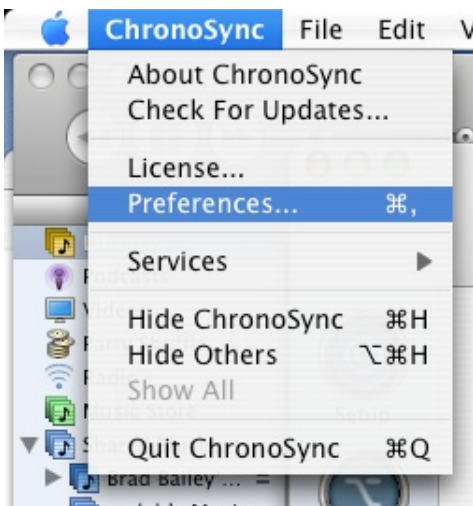 ChronoSync File Edit
About ChronoSync
Check For Updates...
License...
Preferences... ⌘,
Services
Hide ChronoSync ⌘H
Hide Others ⌥⌘H
Show All
Quit ChronoSync ⌘Q
Podcasts
Videos
Radio
Music Store
Setup
Brad Bailey'...